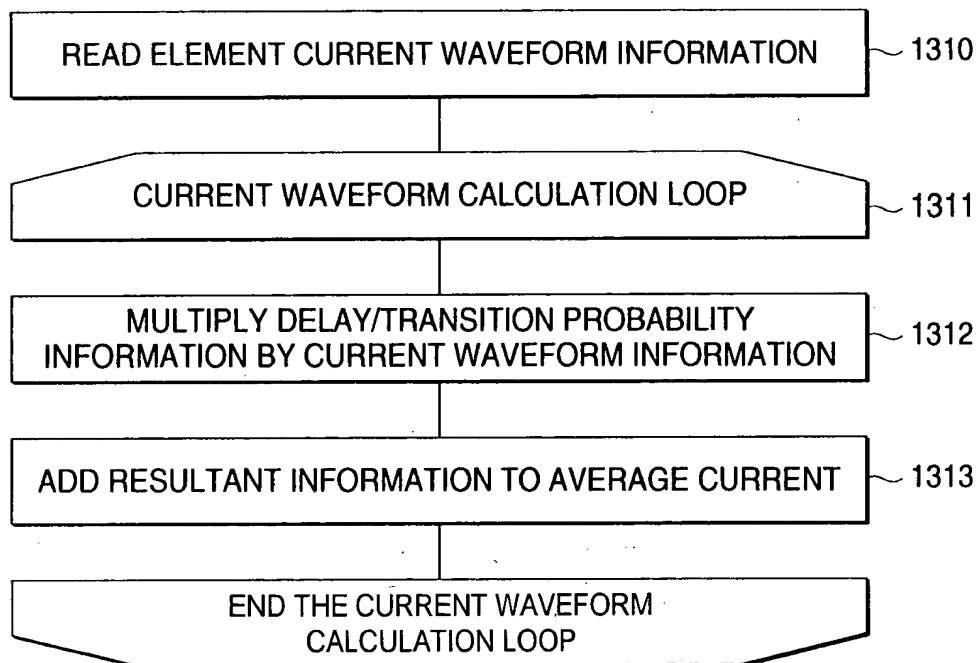 READ ELEMENT CURRENT WAVEFORM INFORMATION
1310
CURRENT WAVEFORM CALCULATION LOOP
1311
MULTIPLY DELAY/TRANSITION PROBABILITY
INFORMATION BY CURRENT WAVEFORM INFORMATION
1312
ADD RESULTANT INFORMATION TO AVERAGE CURRENT
1313
END THE CURRENT WAVEFORM
CALCULATION LOOP